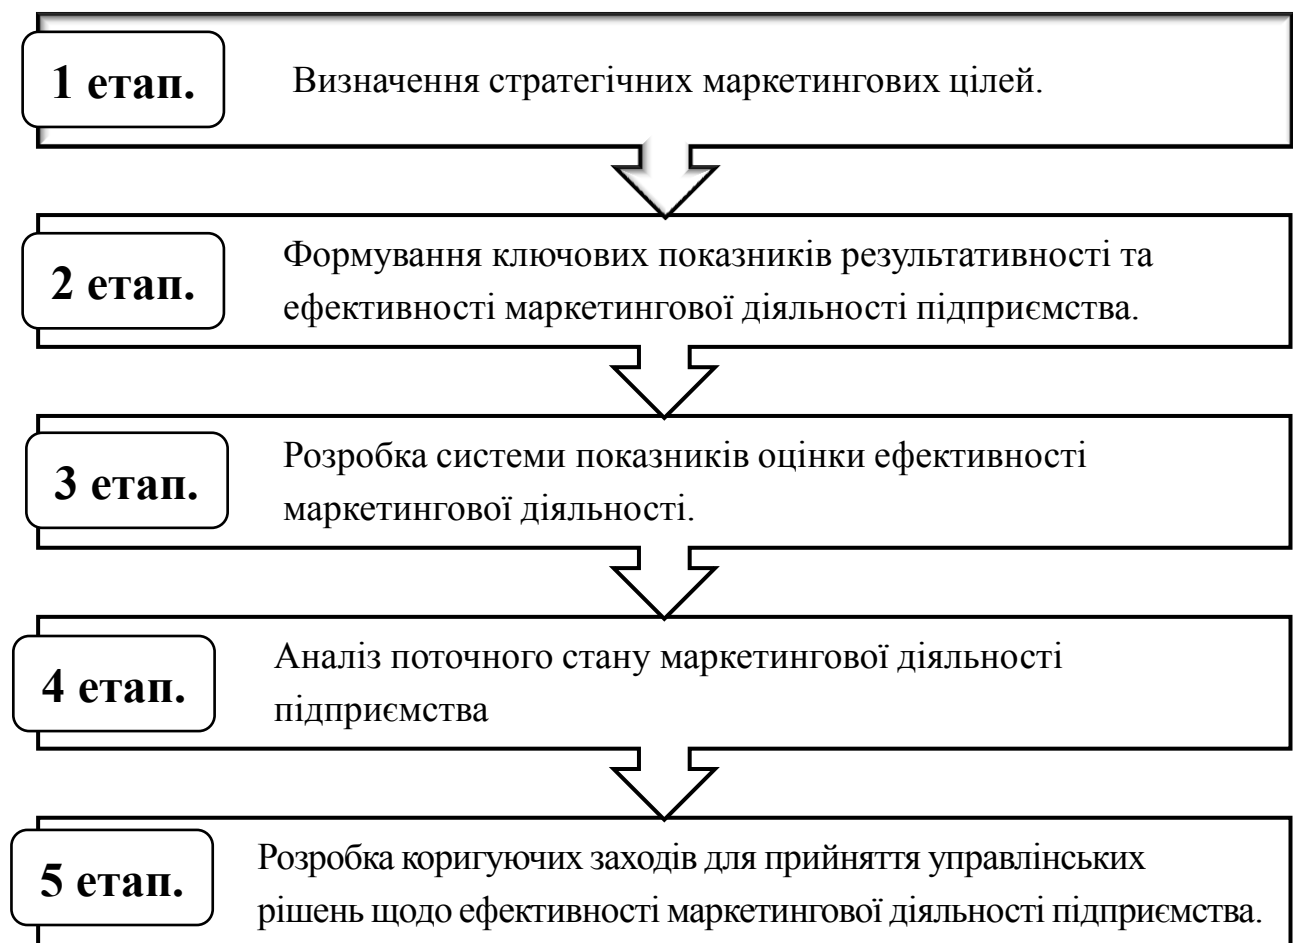 1 етап.
Визначення стратегічних маркетингових цілей.
2 етап.
Формування ключових показників результативності та
ефективності маркетингової діяльності підприємства.
3 етап.
Розробка системи показників оцінки ефективності
маркетингової діяльності.
4 етап.
Аналіз поточного стану маркетингової діяльності
підприємства
5 етап.
Розробка коригуючих заходів для прийняття управлінських
рішень щодо ефективності маркетингової діяльності підприємства.